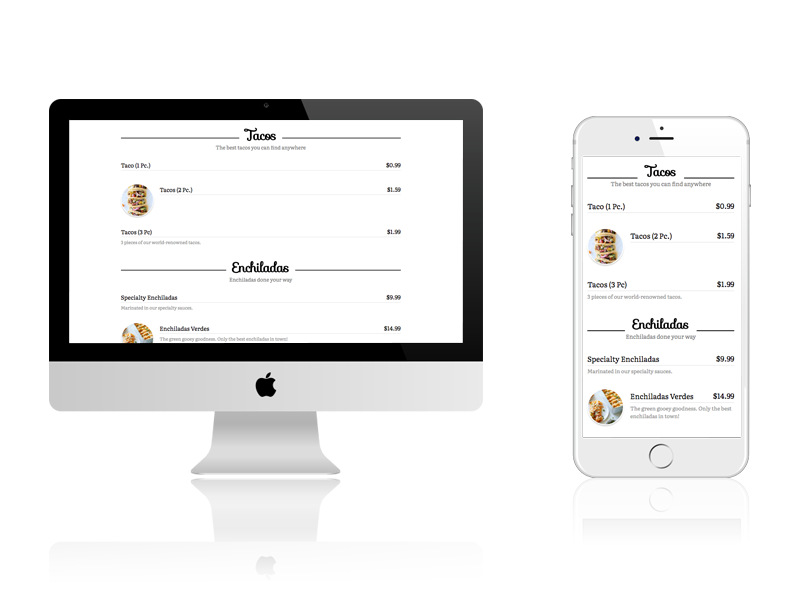 Tacos
The best tacos you can find anywhere
Taco (1 Pc.) $0.99
Tacos (2 Pc.) $1.59
Tacos (3 Pc) $1.99
3 pieces of our world-renowned tacos.
Enchiladas
Enchiladas done your way
Specialty Enchiladas $9.99
Marinated in our specialty sauces.
Enchiladas Verdes $14.99
The green gooey goodness. Only the best enchiladas in town!
Tacos
The best tacos you can find anywhere
Taco (1 Pc.) $0.99
Tacos (2 Pc.) $1.59
Tacos (3 Pc) $1.99
3 pieces of our world-renowned tacos.
Enchiladas
Enchiladas done your way
Specialty Enchiladas $9.99
Marinated in our specialty sauces.
Enchiladas Verdes $14.99
The green gooey goodness. Only the best
enchiladas in town!